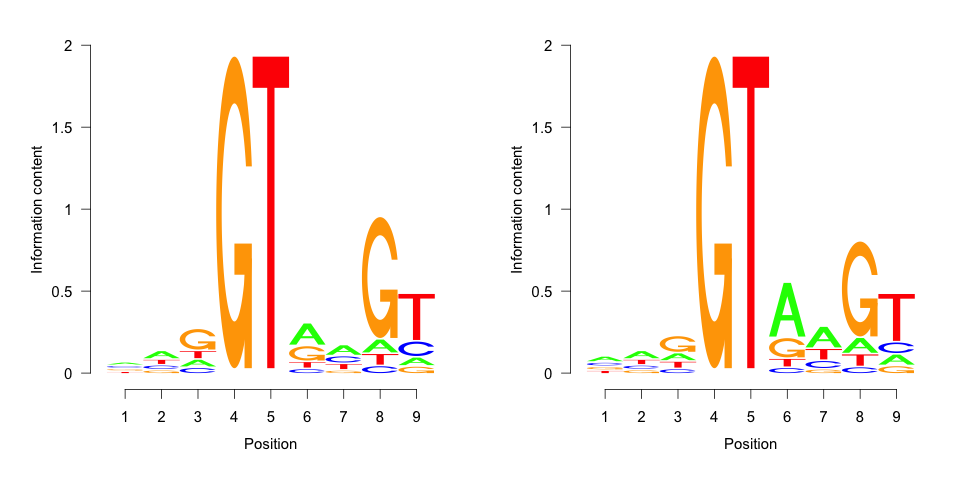 2
1.5
1
0.5
0
Information content
G T
A G T
G A
1 2 3 4 5 6 7 8 9
Position
2
1.5
1
0.5
0
Information content
G T
A G T
G A
1 2 3 4 5 6 7 8 9
Position